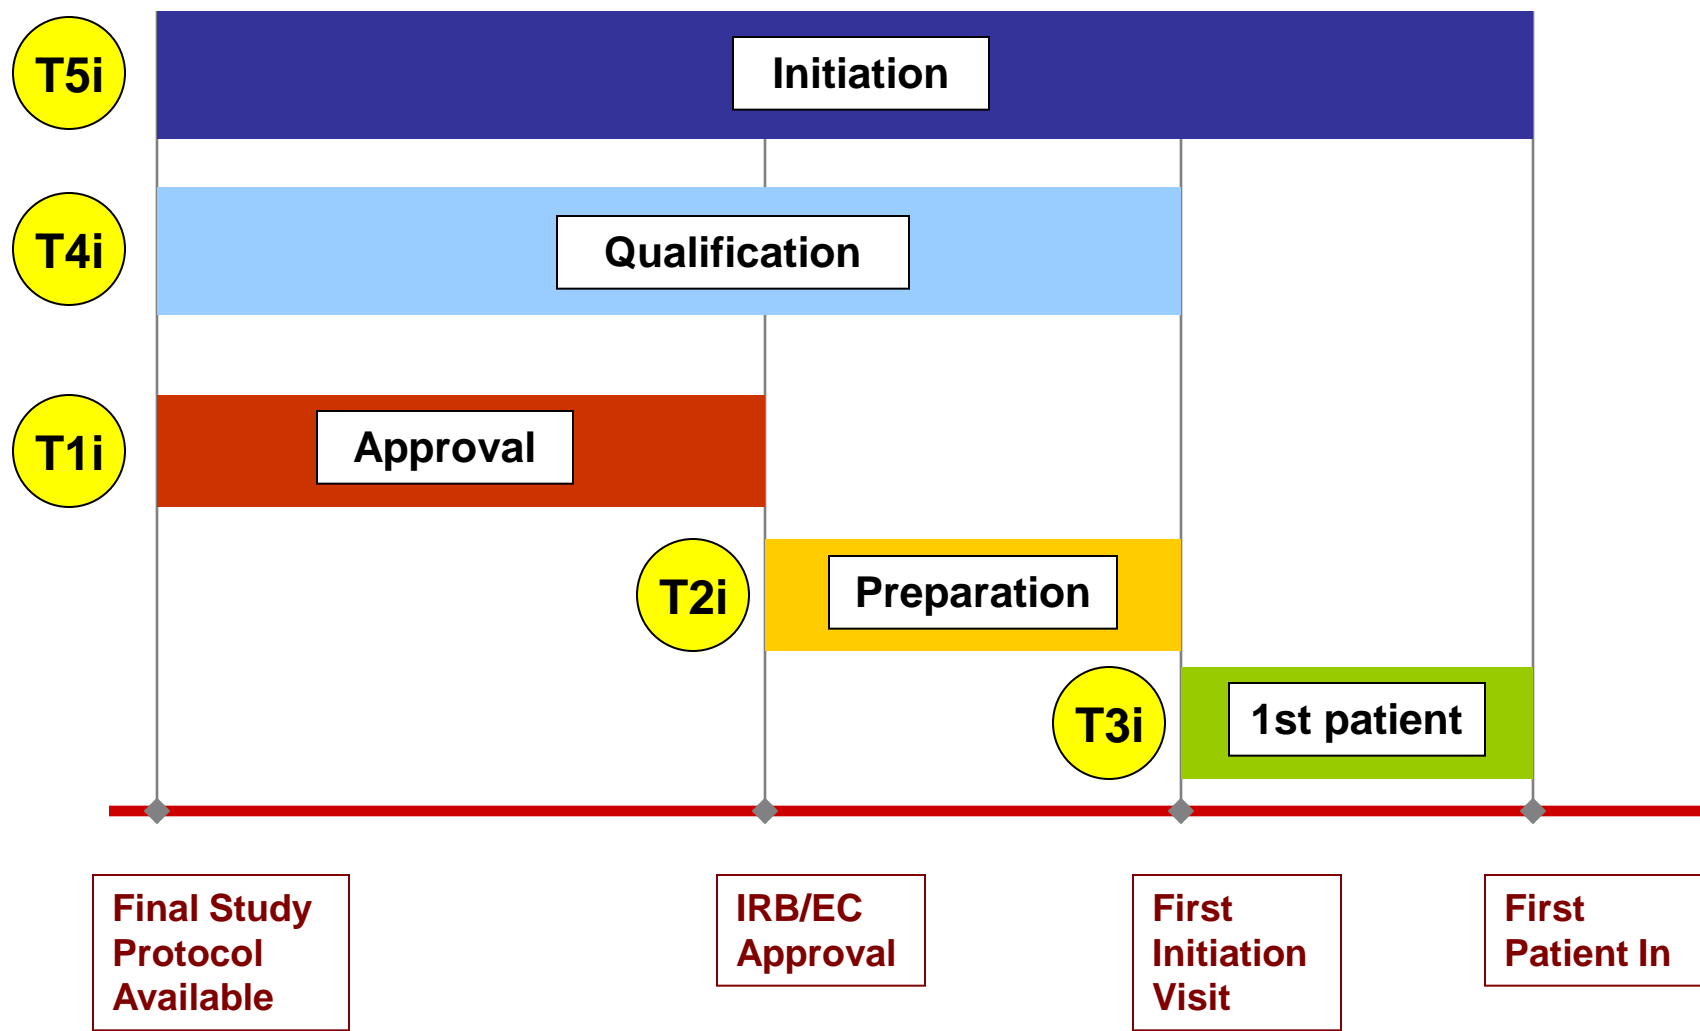 T5i
Initiation
T4i
Qualification
T1i
Approval
T2i
Preparation
T3i
1st patient
Final Study
Protocol
Available
IRB/EC
Approval
First
Initiation
Visit
First
Patient In